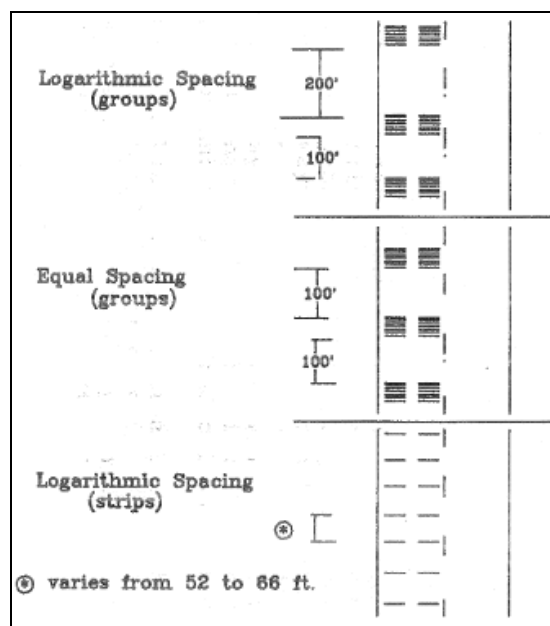 Logarithmic Spacing
(groups)
200'
100'
Equal Spacing
(groups)
100'
100'
Logarithmic Spacing
(strips)
⊛
⊛ varies from 52 to 66 ft.